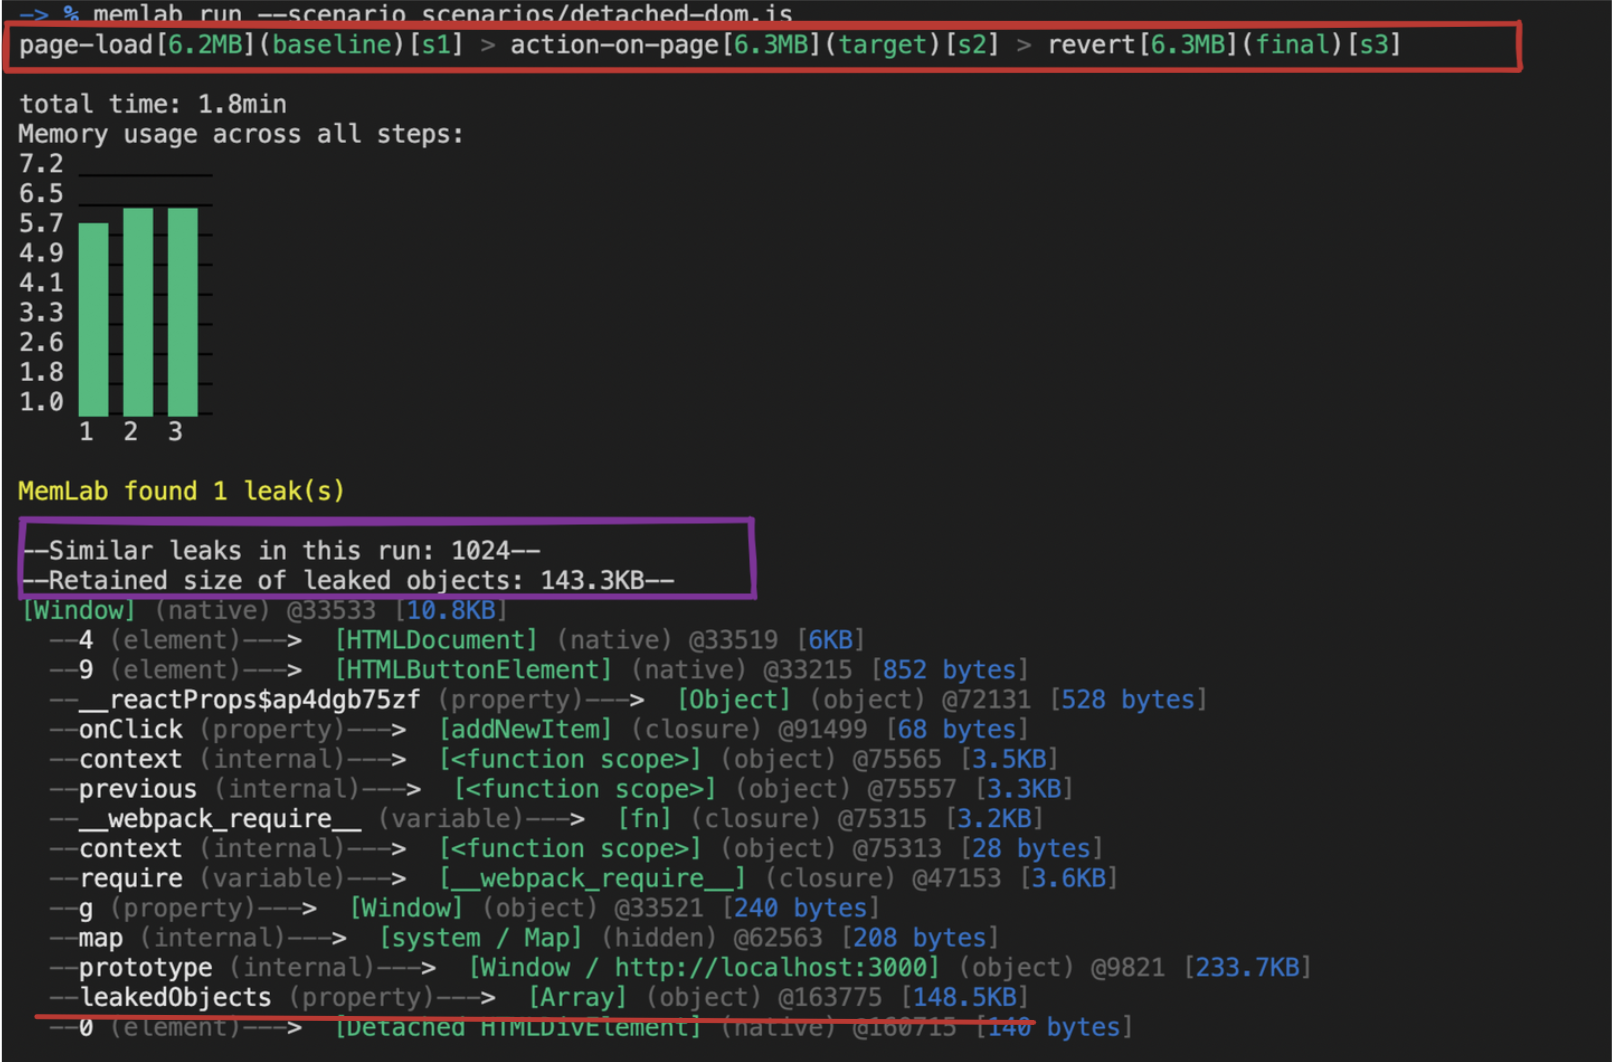 -> % memlab run --scenario scenarios/detached-dom.js
page-load[6.2MB](baseline)[s1] > action-on-page[6.3MB](target)[s2] > revert[6.3MB](final)[s3]
total time: 1.8min
Memory usage across all steps:
7.2
6.5
5.7
4.9
4.1
3.3
2.6
1.8
1.0
1 2 3
MemLab found 1 leak(s)
--Similar leaks in this run: 1024--
--Retained size of leaked objects: 143.3KB--
[Window] (native) @33533 [10.8KB]
--4 (element)---> [HTMLDocument] (native) @33519 [6KB]
--9 (element)---> [HTMLButtonElement] (native) @33215 [852 bytes]
--__reactProps$ap4dgb75zf (property)---> [Object] (object) @72131 [528 bytes]
--onClick (property)---> [addNewItem] (closure) @91499 [68 bytes]
--context (internal)---> [<function scope>] (object) @75565 [3.5KB]
--previous (internal)---> [<function scope>] (object) @75557 [3.3KB]
--__webpack_require__ (variable)---> [fn] (closure) @75315 [3.2KB]
--context (internal)---> [<function scope>] (object) @75313 [28 bytes]
--require (variable)---> [__webpack_require__] (closure) @47153 [3.6KB]
--g (property)---> [Window] (object) @33521 [240 bytes]
--map (internal)---> [system / Map] (hidden) @62563 [208 bytes]
--prototype (internal)---> [Window / http://localhost:3000] (object) @9821 [233.7KB]
--leakedObjects (property)---> [Array] (object) @163775 [148.5KB]
--0 (element)---> [Detached HTMLDivElement] (native) @160715 [140 bytes]